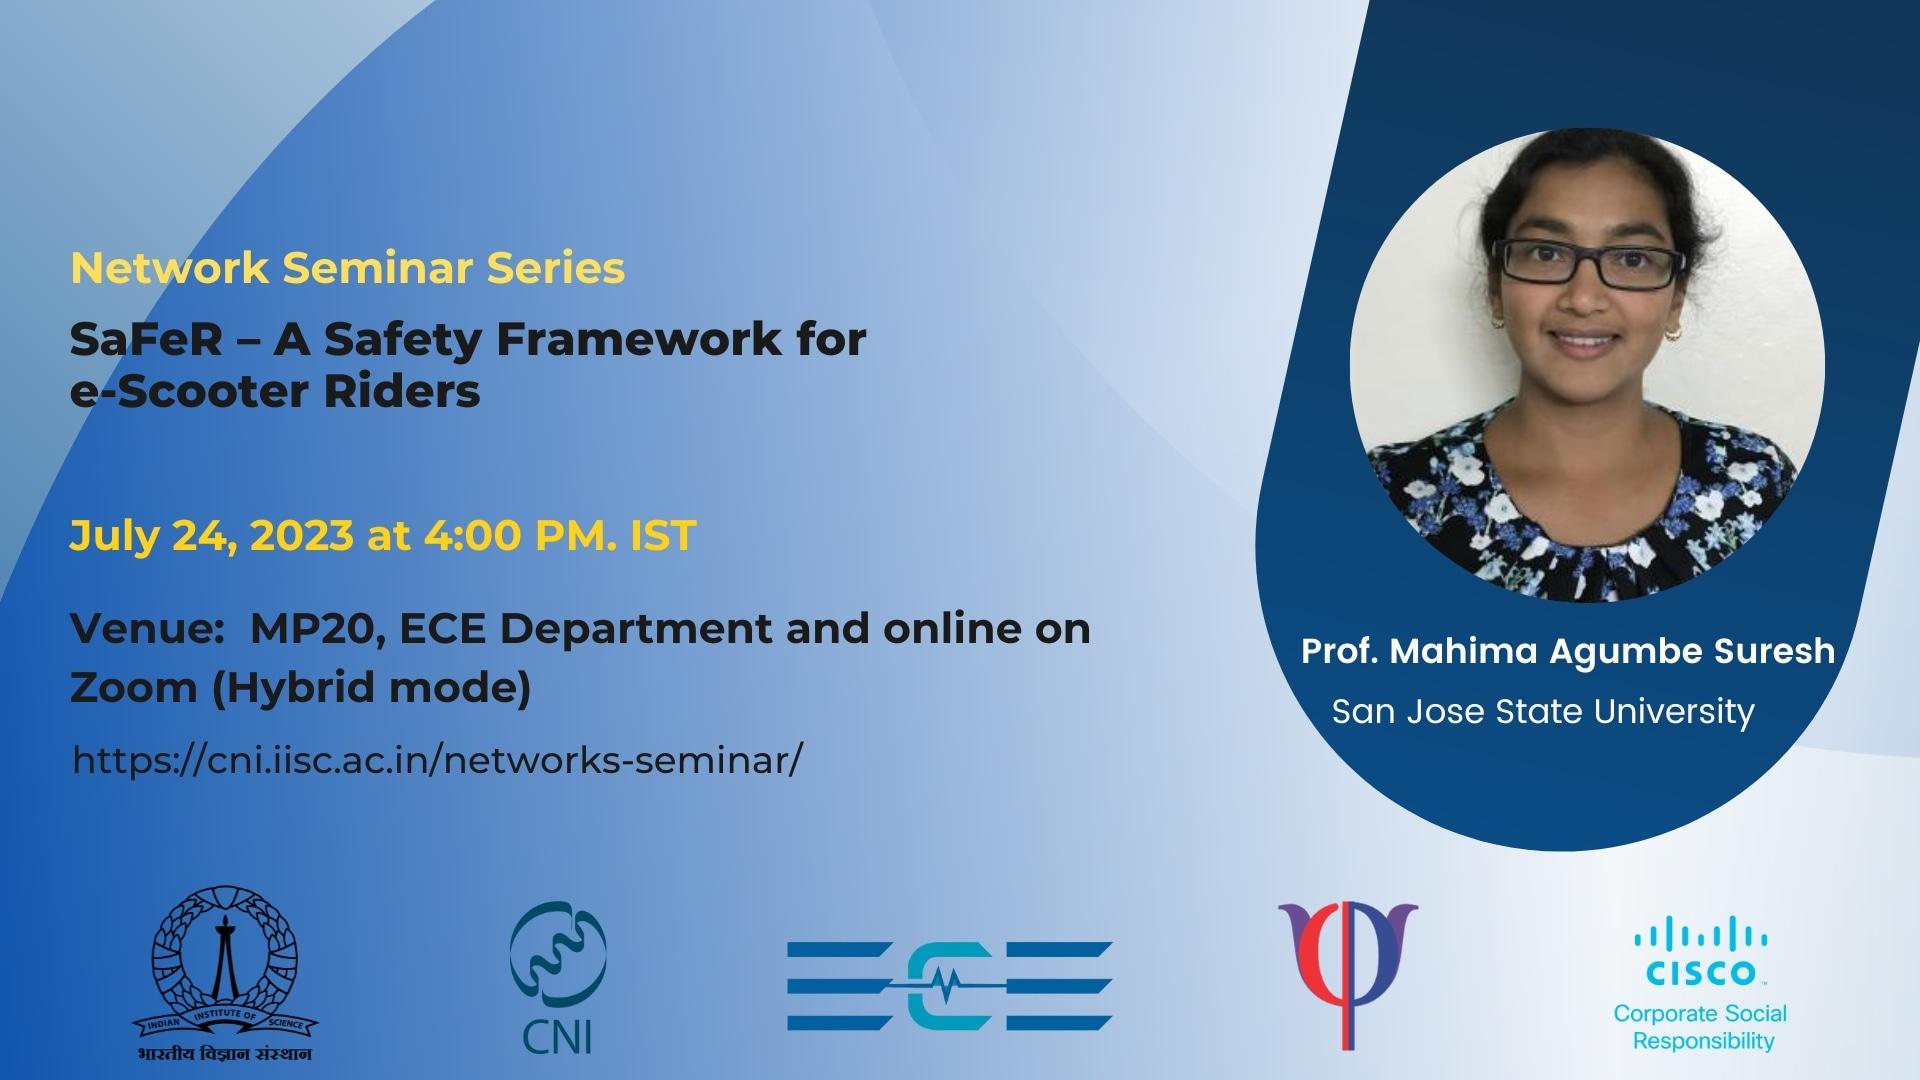 Network Seminar Series
SaFeR – A Safety Framework for
e-Scooter Riders
July 24, 2023 at 4:00 PM. IST
Venue:  MP20, ECE Department and online on
Zoom (Hybrid mode)
https://cni.iisc.ac.in/networks-seminar/
Prof. Mahima Agumbe Suresh
San Jose State University
INDIAN INSTITUTE OF SCIENCE
भारतीय विज्ञान संस्थान
CNI
ECE
CISCO™
Corporate Social
Responsibility